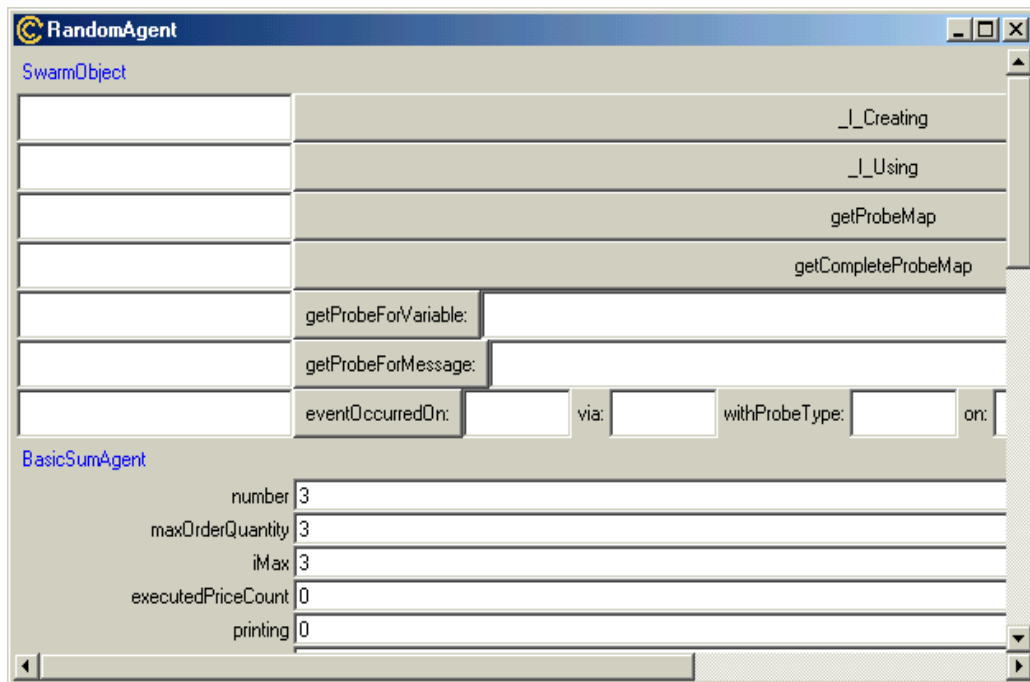 RandomAgent
SwarmObject
_I_Creating
_I_Using
getProbeMap
getCompleteProbeMap
getProbeForVariable:
getProbeForMessage:
eventOccurredOn: via: withProbeType: on:
BasicSumAgent
number 3
maxOrderQuantity 3
iMax 3
executedPriceCount 0
printing 0